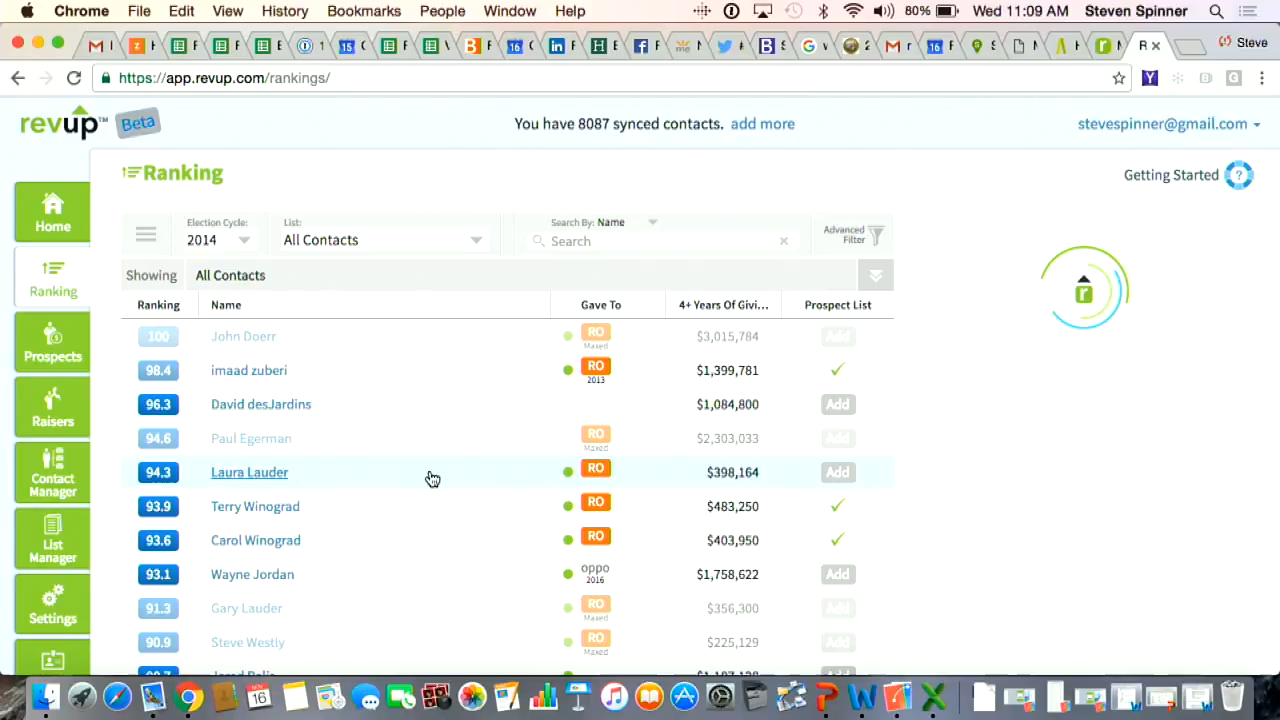 Chrome File Edit View History Bookmarks People Window Help 80% Wed 11:09 AM Steven Spinner
Steve
https://app.revup.com/rankings/
revup™ Beta
You have 8087 synced contacts. add more
stevespinner@gmail.com
Ranking
Getting Started ?
Home
Ranking
Prospects
Raisers
Contact Manager
List Manager
Settings
Election Cycle: 2014
List: All Contacts
Search By: Name
Search
Advanced Filter
Showing All Contacts
Ranking Name Gave To 4+ Years Of Givi... Prospect List
100 John Doerr RO Maxed $3,015,784 Add
98.4 imaad zuberi RO 2013 $1,399,781 ✓
96.3 David desJardins $1,084,800 Add
94.6 Paul Egerman RO Maxed $2,303,033 Add
94.3 Laura Lauder RO $398,164 Add
93.9 Terry Winograd RO $483,250 ✓
93.6 Carol Winograd RO $403,950 ✓
93.1 Wayne Jordan oppo 2016 $1,758,622 Add
91.3 Gary Lauder RO Maxed $356,300 Add
90.9 Steve Westly RO Maxed $225,129 Add